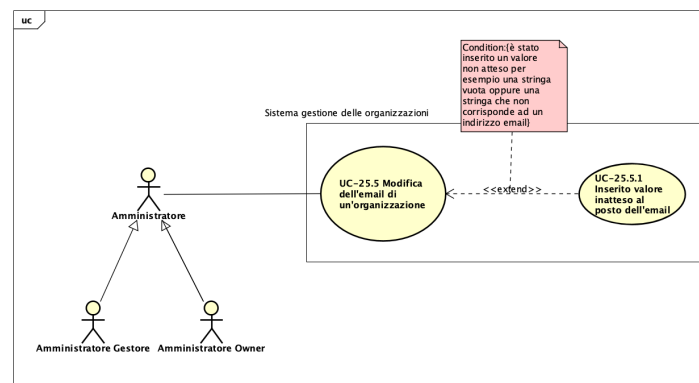 uc
Condition:{è stato
inserito un valore
non atteso per
esempio una stringa
vuota oppure una
stringa che non
corrisponde ad un
indirizzo email}
Sistema gestione delle organizzazioni
UC-25.5 Modifica
dell'email di
un'organizzazione
<<extend>>
UC-25.5.1
Inserito valore
inatteso al
posto dell'email
Amministratore
Amministratore Gestore
Amministratore Owner